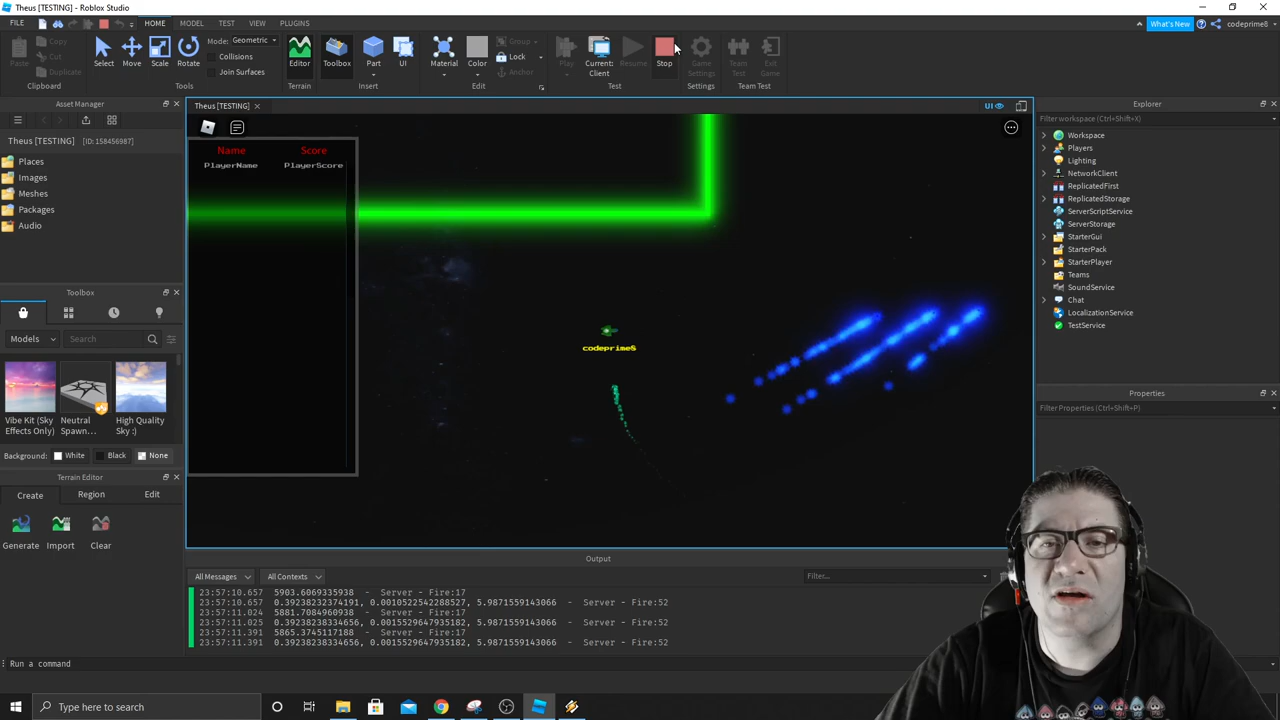 Theus [TESTING] - Roblox Studio
FILE HOME MODEL TEST VIEW PLUGINS What's New codeprime8
Paste Copy Cut Duplicate Select Move Scale Rotate Mode: Geometric Collisions Join Surfaces Editor Toolbox Part UI Material Color Group Lock Anchor Play Current: Client Resume Stop Game Settings Team Test Exit Game
Clipboard Tools Terrain Insert Edit Test Settings Team Test
Asset Manager
Theus [TESTING] [ID: 158456987]
Places
Images
Meshes
Packages
Audio
Toolbox
Models Search
Vibe Kit (Sky Effects Only) Neutral Spawn... High Quality Sky :)
Background: White Black None
Terrain Editor
Create Region Edit
Generate Import Clear
Theus [TESTING] UI
Name Score
PlayerName PlayerScore
codeprime8
Output
All Messages All Contexts Filter...
23:57:10.657 5903.6069335938 - Server - Fire:17
23:57:10.657 0.39238232374191, 0.0010522542288527, 5.9871559143066 - Server - Fire:52
23:57:11.024 5881.7084960938 - Server - Fire:17
23:57:11.025 0.39238238334656, 0.0015529647935182, 5.9871559143066 - Server - Fire:52
23:57:11.391 5865.3745117188 - Server - Fire:17
23:57:11.391 0.39238238334656, 0.0015529647935182, 5.9871559143066 - Server - Fire:52
Explorer
Filter workspace (Ctrl+Shift+X)
Workspace
Players
Lighting
NetworkClient
ReplicatedFirst
ReplicatedStorage
ServerScriptService
ServerStorage
StarterGui
StarterPack
StarterPlayer
Teams
SoundService
Chat
LocalizationService
TestService
Properties
Filter Properties (Ctrl+Shift+P)
Run a command
Type here to search